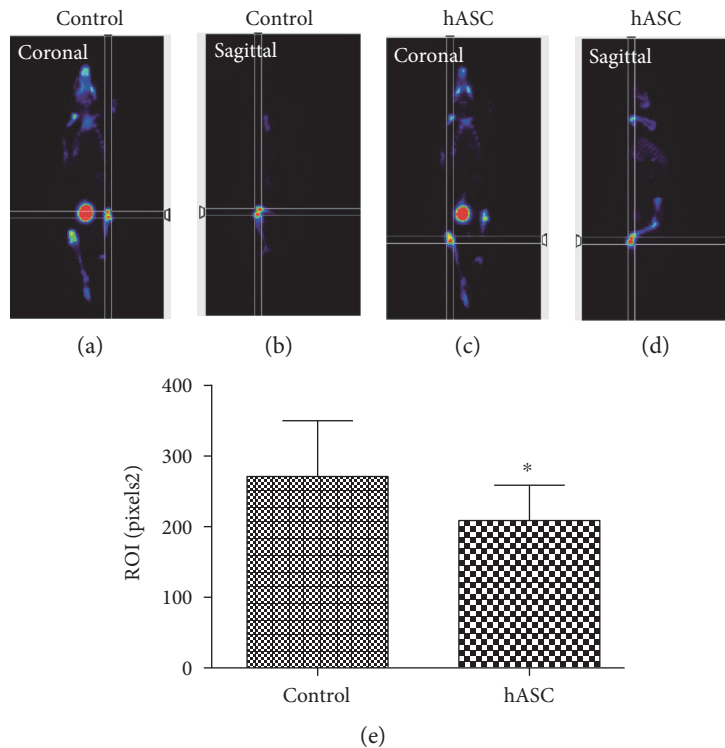 Control
Control
hASC
hASC
Coronal
Sagittal
Coronal
Sagittal
(a)
(b)
(c)
(d)
400
300
200
100
0
ROI (pixels2)
*
Control
hASC
(e)